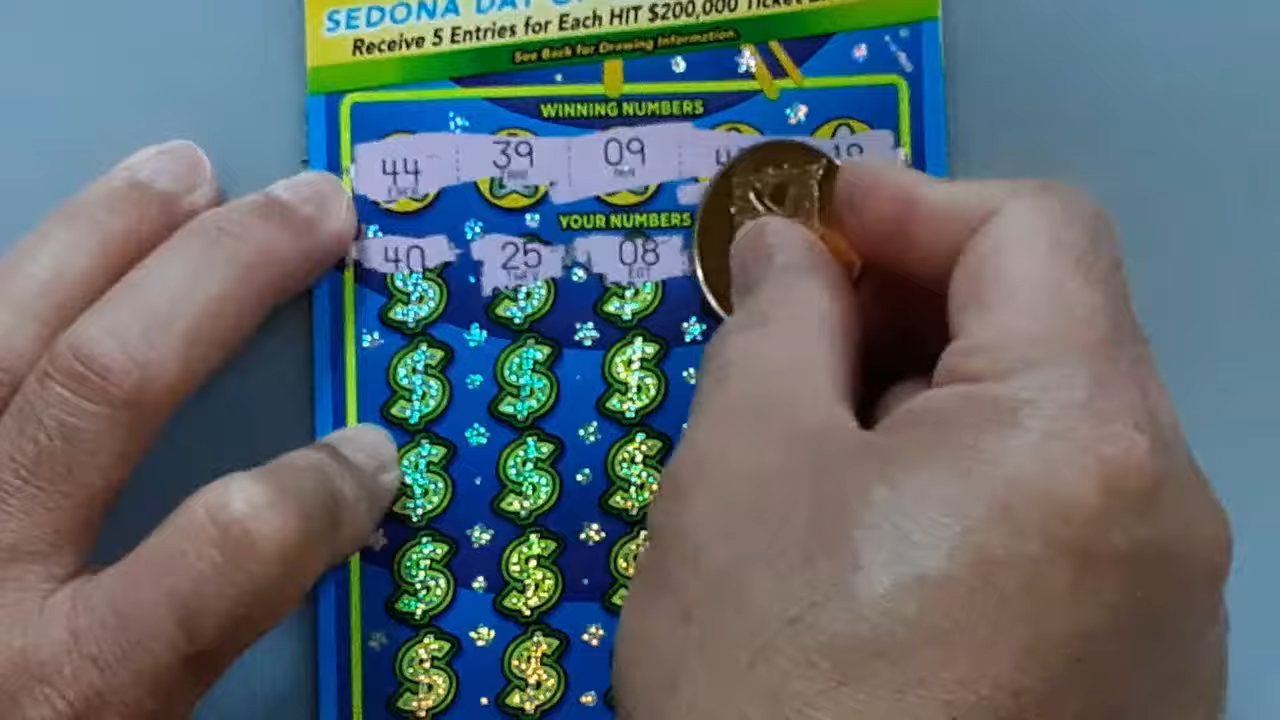 SEDONA DAY
Receive 5 Entries for Each HIT $200,000 Ticket
See Back for Drawing Information.
WINNING NUMBERS
44 39 09
YOUR NUMBERS
40 25 08
EGT